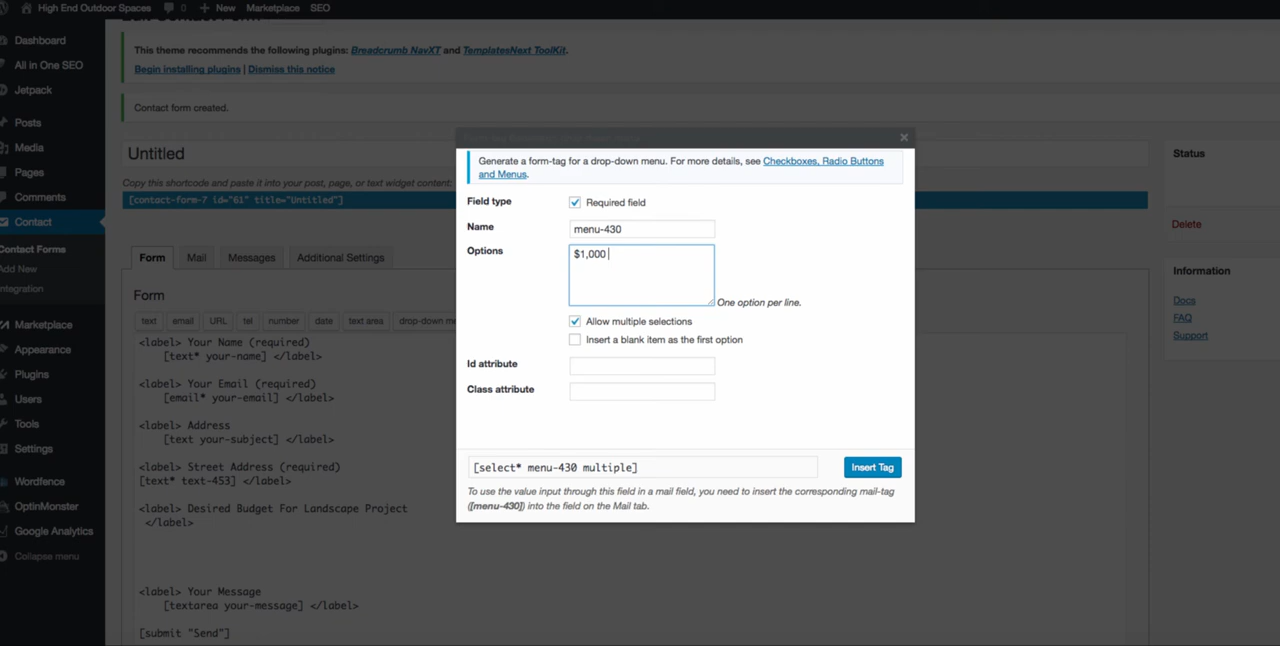 High End Outdoor Spaces 0 New Marketplace SEO
Dashboard
All in One SEO
Jetpack
Posts
Media
Pages
Comments
Contact
Contact Forms
Add New
Integration
Marketplace
Appearance
Plugins
Users
Tools
Settings
Wordfence
OptinMonster
Google Analytics
Collapse menu
This theme recommends the following plugins: Breadcrumb NavXT and TemplatesNext ToolKit.
Begin installing plugins | Dismiss this notice
Contact form created.
Untitled
Copy this shortcode and paste it into your post, page, or text widget content:
[contact-form-7 id="61" title="Untitled"]
Form Mail Messages Additional Settings
Form
text email URL tel number date text area drop-down me
<label> Your Name (required)
[text* your-name] </label>
<label> Your Email (required)
[email* your-email] </label>
<label> Address
[text your-subject] </label>
<label> Street Address (required)
[text* text-453] </label>
<label> Desired Budget For Landscape Project
</label>
<label> Your Message
[textarea your-message] </label>
[submit "Send"]
Generate a form-tag for a drop-down menu. For more details, see Checkboxes, Radio Buttons
and Menus.
Field type Required field
Name menu-430
Options $1,000
One option per line.
Allow multiple selections
Insert a blank item as the first option
Id attribute
Class attribute
[select* menu-430 multiple] Insert Tag
To use the value input through this field in a mail field, you need to insert the corresponding mail-tag
([menu-430]) into the field on the Mail tab.
Status
Delete
Information
Docs
FAQ
Support